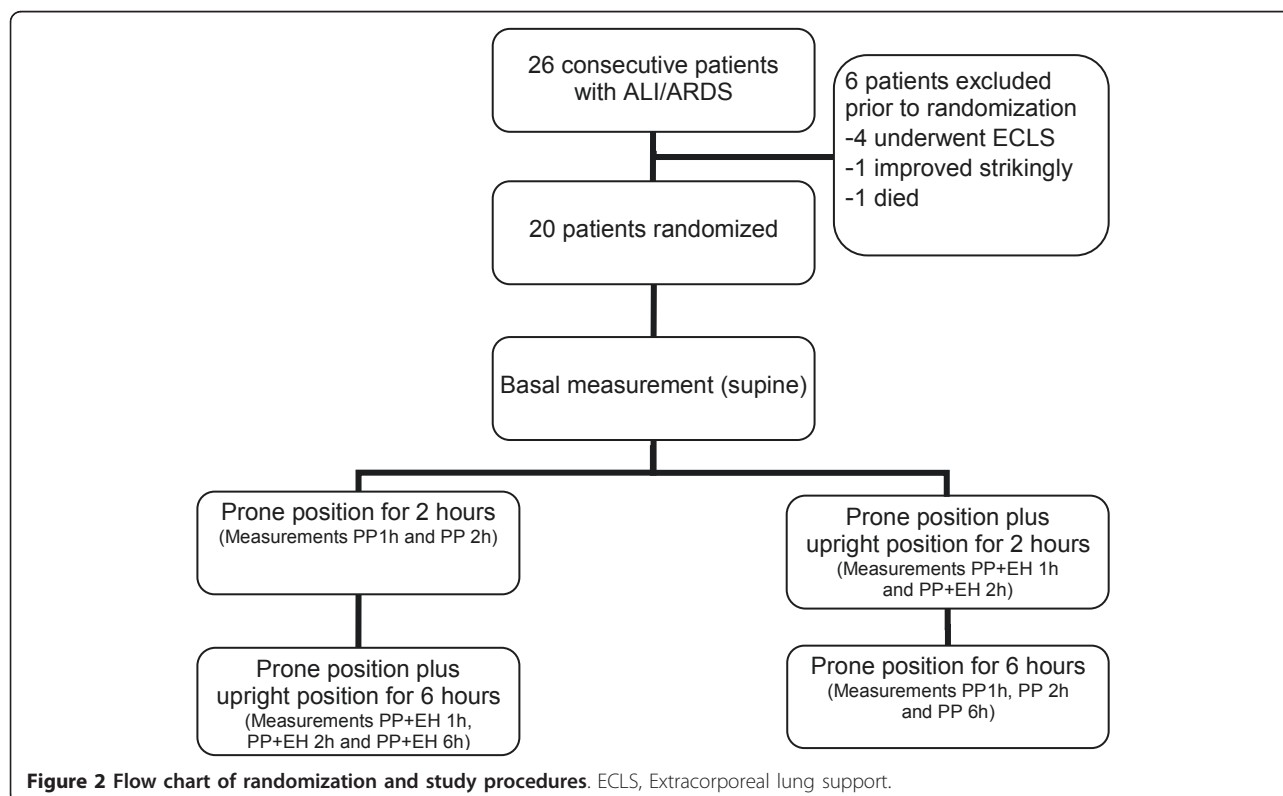 26 consecutive patients
with ALI/ARDS
6 patients excluded
prior to randomization
-4 underwent ECLS
-1 improved strikingly
-1 died
20 patients randomized
Basal measurement (supine)
Prone position for 2 hours
(Measurements PP1h and PP 2h)
Prone position plus
upright position for 2 hours
(Measurements PP+EH 1h
and PP+EH 2h)
Prone position plus
upright position for 6 hours
(Measurements PP+EH 1h,
PP+EH 2h and PP+EH 6h)
Prone position for 6 hours
(Measurements PP1h, PP 2h
and PP 6h)
Figure 2 Flow chart of randomization and study procedures. ECLS, Extracorporeal lung support.